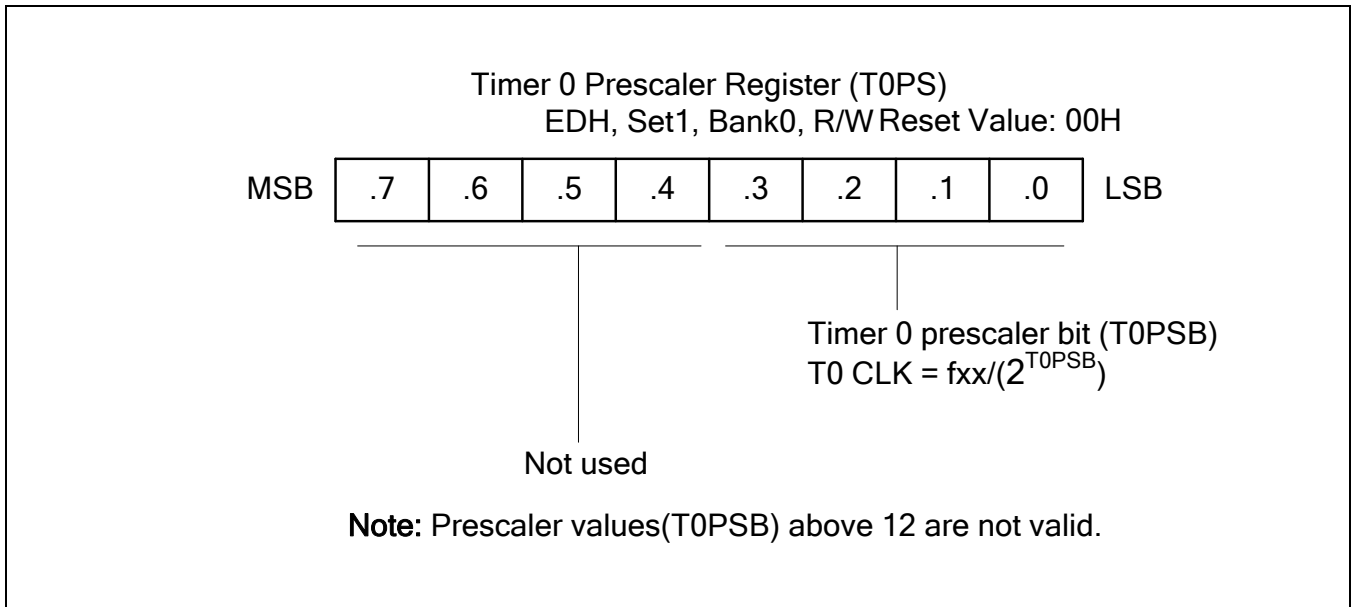 Timer 0 Prescaler Register (T0PS)
EDH, Set1, Bank0, R/W Reset Value: 00H
MSB .7 .6 .5 .4 .3 .2 .1 .0 LSB
Timer 0 prescaler bit (T0PSB)
T0 CLK = fxx/(2^T0PSB)
Not used
Note: Prescaler values(T0PSB) above 12 are not valid.